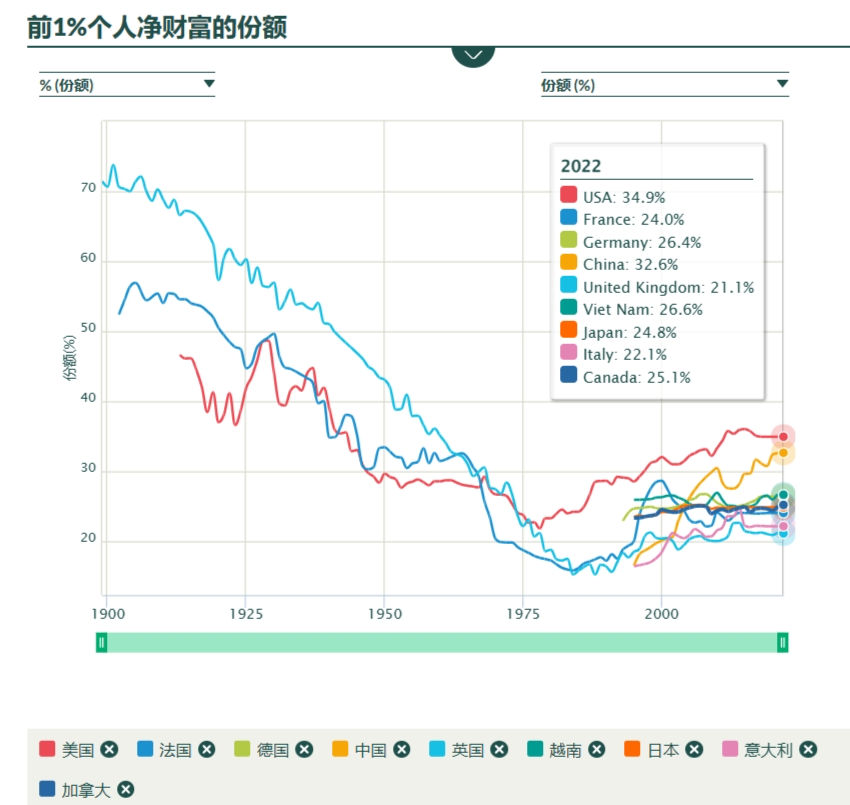 前1%个人净财富的份额
% (份额)
份额 (%)
2022
USA: 34.9%
France: 24.0%
Germany: 26.4%
China: 32.6%
United Kingdom: 21.1%
Viet Nam: 26.6%
Japan: 24.8%
Italy: 22.1%
Canada: 25.1%
份额(%)
70
60
50
40
30
20
1900 1925 1950 1975 2000
美国 法国 德国 中国 英国 越南 日本 意大利
加拿大